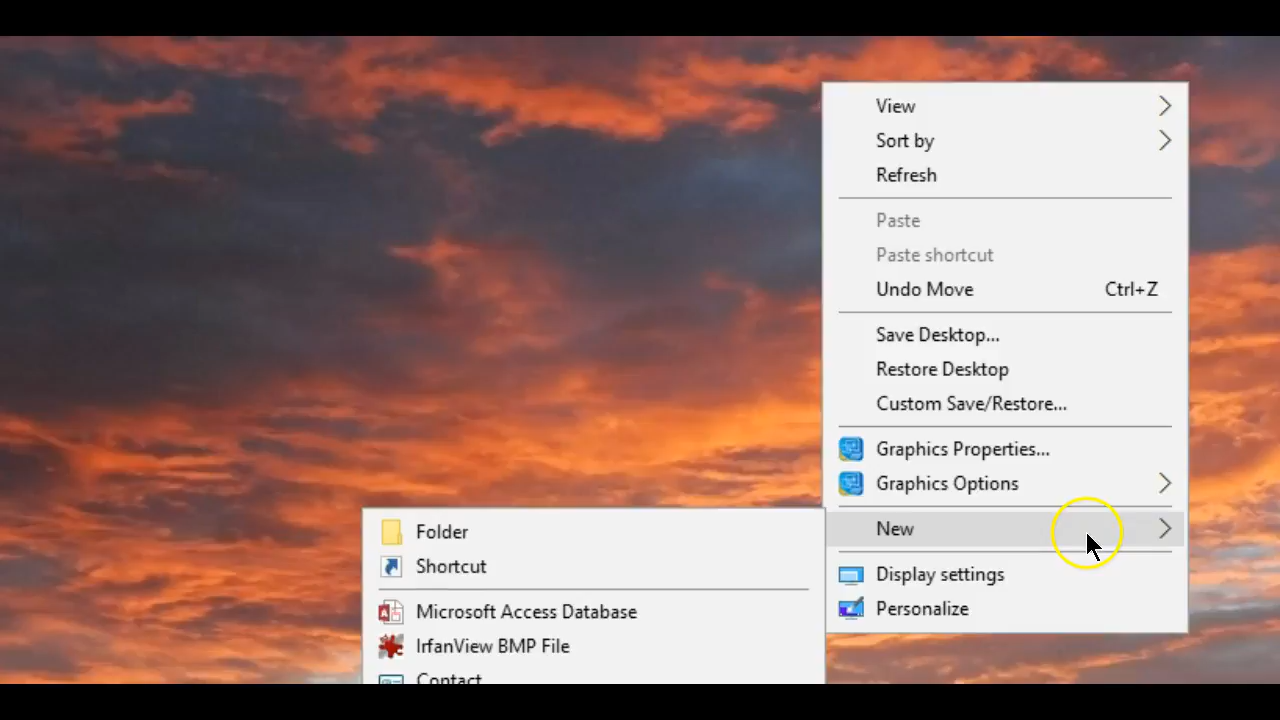 View
Sort by
Refresh
Paste
Paste shortcut
Undo Move Ctrl+Z
Save Desktop...
Restore Desktop
Custom Save/Restore...
Graphics Properties...
Graphics Options
New
Display settings
Personalize
Folder
Shortcut
Microsoft Access Database
IrfanView BMP File
Contact